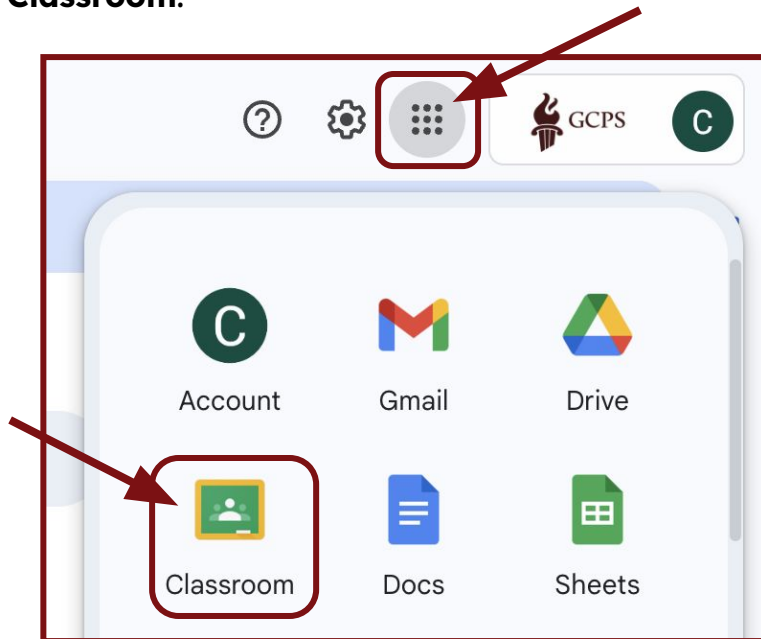 Classroom.
GCPS C
C
Account Gmail Drive
Classroom Docs Sheets